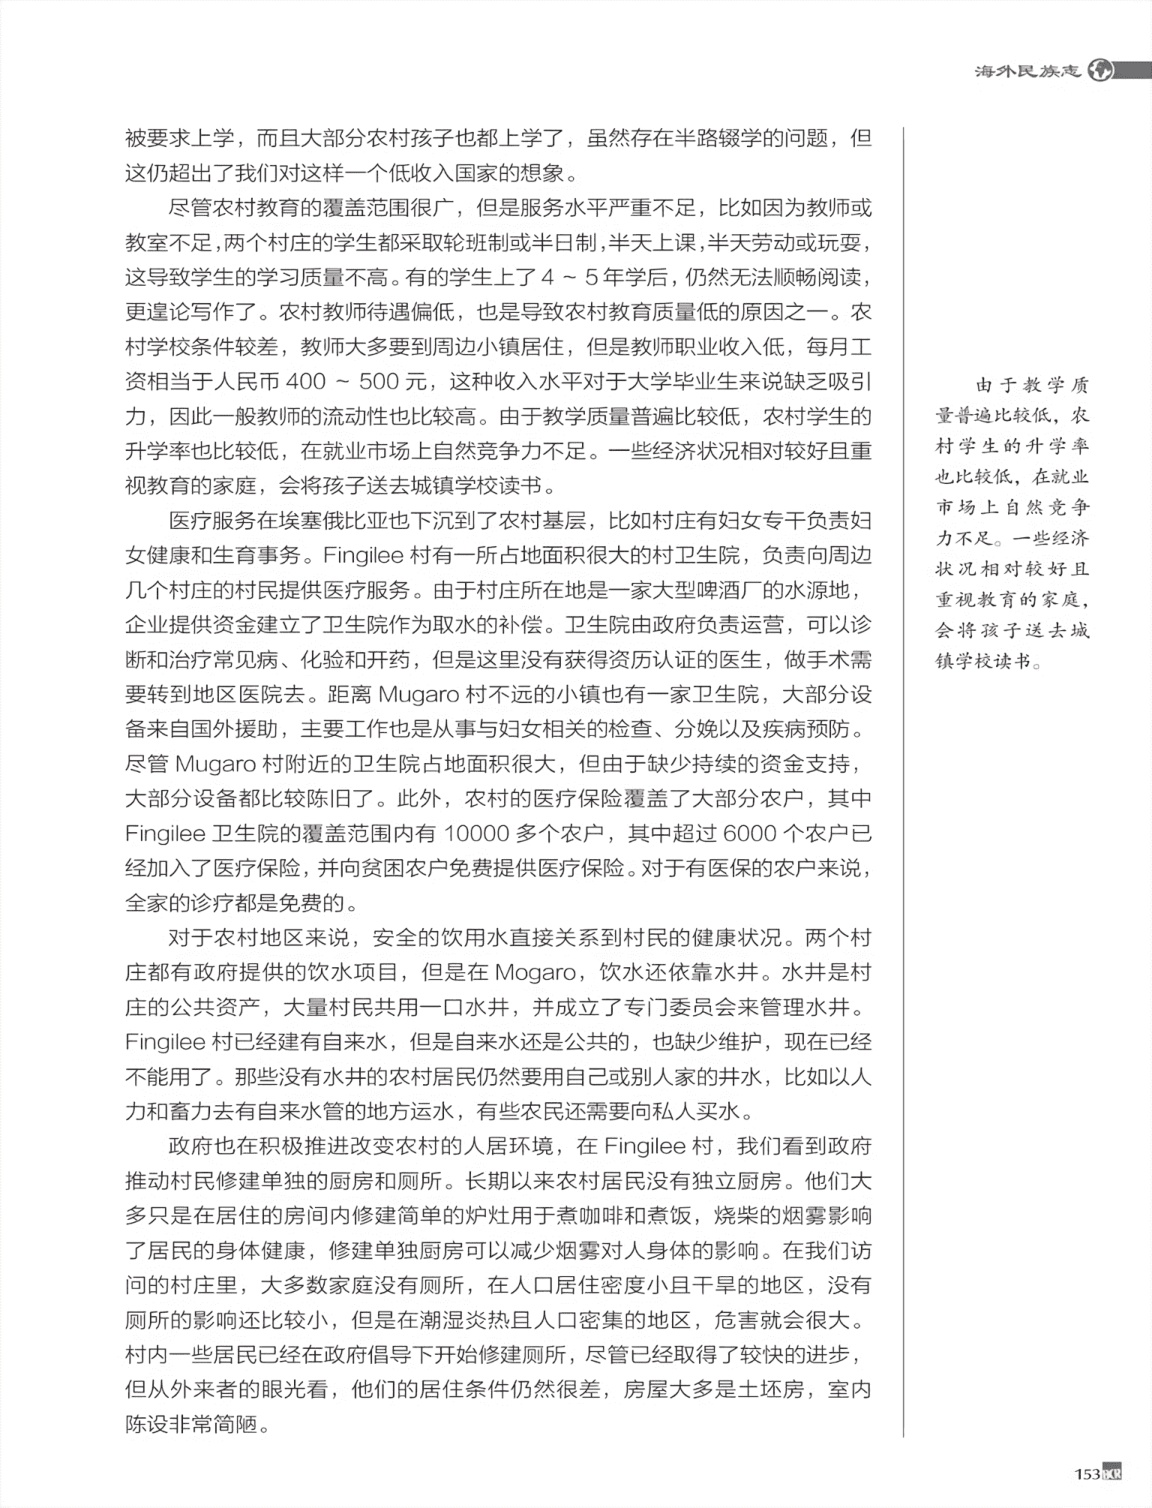 海外民族志
被要求上学，而且大部分农村孩子也都上学了，虽然存在半路辍学的问题，但
这仍超出了我们对这样一个低收入国家的想象。
尽管农村教育的覆盖范围很广，但是服务水平严重不足，比如因为教师或
教室不足，两个村庄的学生都采取轮班制或半日制，半天上课，半天劳动或玩耍，
这导致学生的学习质量不高。有的学生上了 4 ～ 5 年学后，仍然无法顺畅阅读，
更遑论写作了。农村教师待遇偏低，也是导致农村教育质量低的原因之一。农
村学校条件较差，教师大多要到周边小镇居住，但是教师职业收入低，每月工
资相当于人民币 400 ～ 500 元，这种收入水平对于大学毕业生来说缺乏吸引
力，因此一般教师的流动性也比较高。由于教学质量普遍比较低，农村学生的
升学率也比较低，在就业市场上自然竞争力不足。一些经济状况相对较好且重
视教育的家庭，会将孩子送去城镇学校读书。
医疗服务在埃塞俄比亚也下沉到了农村基层，比如村庄有妇女专干负责妇
女健康和生育事务。Fingilee 村有一所占地面积很大的村卫生院，负责向周边
几个村庄的村民提供医疗服务。由于村庄所在地是一家大型啤酒厂的水源地，
企业提供资金建立了卫生院作为取水的补偿。卫生院由政府负责运营，可以诊
断和治疗常见病、化验和开药，但是这里没有获得资历认证的医生，做手术需
要转到地区医院去。距离 Mugaro 村不远的小镇也有一家卫生院，大部分设
备来自国外援助，主要工作也是从事与妇女相关的检查、分娩以及疾病预防。
尽管 Mugaro 村附近的卫生院占地面积很大，但由于缺少持续的资金支持，
大部分设备都比较陈旧了。此外，农村的医疗保险覆盖了大部分农户，其中
Fingilee 卫生院的覆盖范围内有 10000 多个农户，其中超过 6000 个农户已
经加入了医疗保险，并向贫困农户免费提供医疗保险。对于有医保的农户来说，
全家的诊疗都是免费的。
对于农村地区来说，安全的饮用水直接关系到村民的健康状况。两个村
庄都有政府提供的饮水项目，但是在 Mogaro，饮水还依靠水井。水井是村
庄的公共资产，大量村民共用一口水井，并成立了专门委员会来管理水井。
Fingilee 村已经建有自来水，但是自来水还是公共的，也缺少维护，现在已经
不能用了。那些没有水井的农村居民仍然要用自己或别人家的井水，比如以人
力和畜力去有自来水管的地方运水，有些农民还需要向私人买水。
政府也在积极推进改变农村的人居环境，在 Fingilee 村，我们看到政府
推动村民修建单独的厨房和厕所。长期以来农村居民没有独立厨房。他们大
多只是在居住的房间内修建简单的炉灶用于煮咖啡和煮饭，烧柴的烟雾影响
了居民的身体健康，修建单独厨房可以减少烟雾对人身体的影响。在我们访
问的村庄里，大多数家庭没有厕所，在人口居住密度小且干旱的地区，没有
厕所的影响还比较小，但是在潮湿炎热且人口密集的地区，危害就会很大。
村内一些居民已经在政府倡导下开始修建厕所，尽管已经取得了较快的进步，
但从外来者的眼光看，他们的居住条件仍然很差，房屋大多是土坯房，室内
陈设非常简陋。
由于教学质
量普遍比较低，农
村学生的升学率
也比较低，在就业
市场上自然竞争
力不足。一些经济
状况相对较好且
重视教育的家庭，
会将孩子送去城
镇学校读书。
153